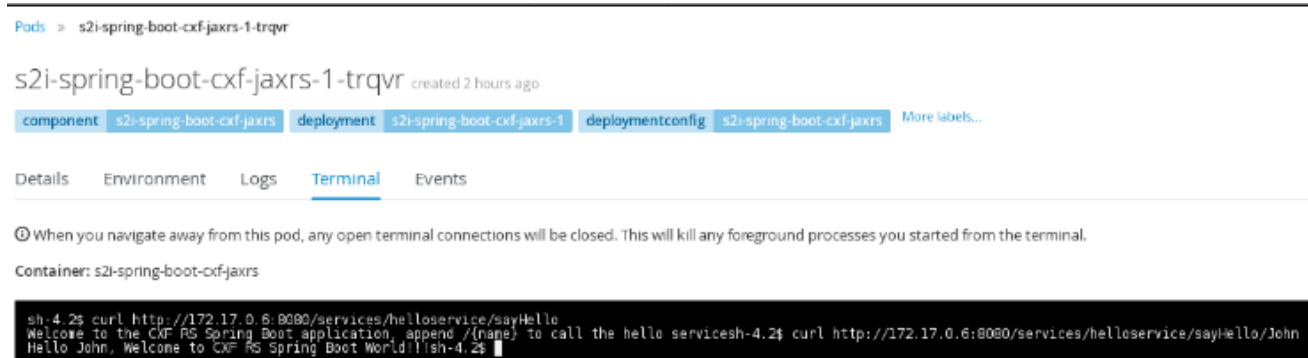 Pods » s2i-spring-boot-cxf-jaxrs-1-trqvr
s2i-spring-boot-cxf-jaxrs-1-trqvr created 2 hours ago
component s2i-spring-boot-cxf-jaxrs deployment s2i-spring-boot-cxf-jaxrs-1 deploymentconfig s2i-spring-boot-cxf-jaxrs More labels...
Details Environment Logs Terminal Events
When you navigate away from this pod, any open terminal connections will be closed. This will kill any foreground processes you started from the terminal.
Container: s2i-spring-boot-cxf-jaxrs
sh-4.2$ curl http://172.17.0.6:8080/services/helloservice/sayHello
Welcome to the CXF RS Spring Boot application, append /{name} to call the hello servicesh-4.2$ curl http://172.17.0.6:8080/services/helloservice/sayHello/John
Hello John, Welcome to CXF RS Spring Boot World!!!sh-4.2$